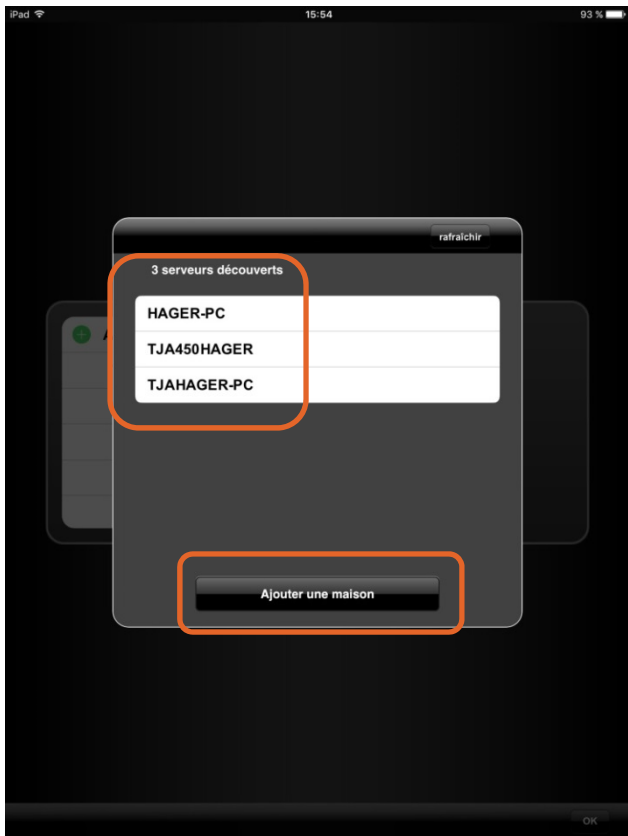 iPad 15:54 93 %
rafraîchir
3 serveurs découverts
HAGER-PC
A
TJA450HAGER
TJAHAGER-PC
Ajouter une maison
OK